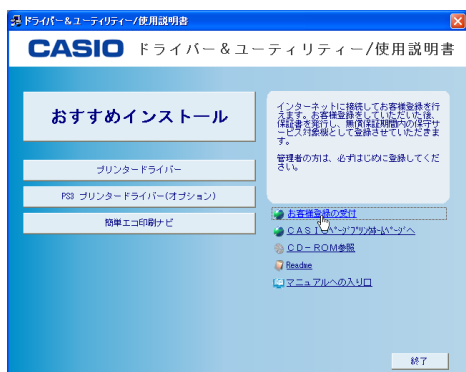 ドライバー&ユーティリティー/使用説明書
CASIO ドライバー&ユーティリティー/使用説明書
おすすめインストール
プリンタードライバー
PS3 プリンタードライバー(オプション)
簡単エコ印刷ナビ
インターネットに接続してお客様登録を行
えます。お客様登録をしていただいた後、
保証書を発行し、無償保証期間内の保守サ
ービス対象機として登録させていただきま
す。
管理者の方は、必ずはじめに登録してくだ
さい。
お客様登録の受付
CASIOページプリンタホームページへ
CD-ROM参照
Readme
マニュアルへの入り口
終了